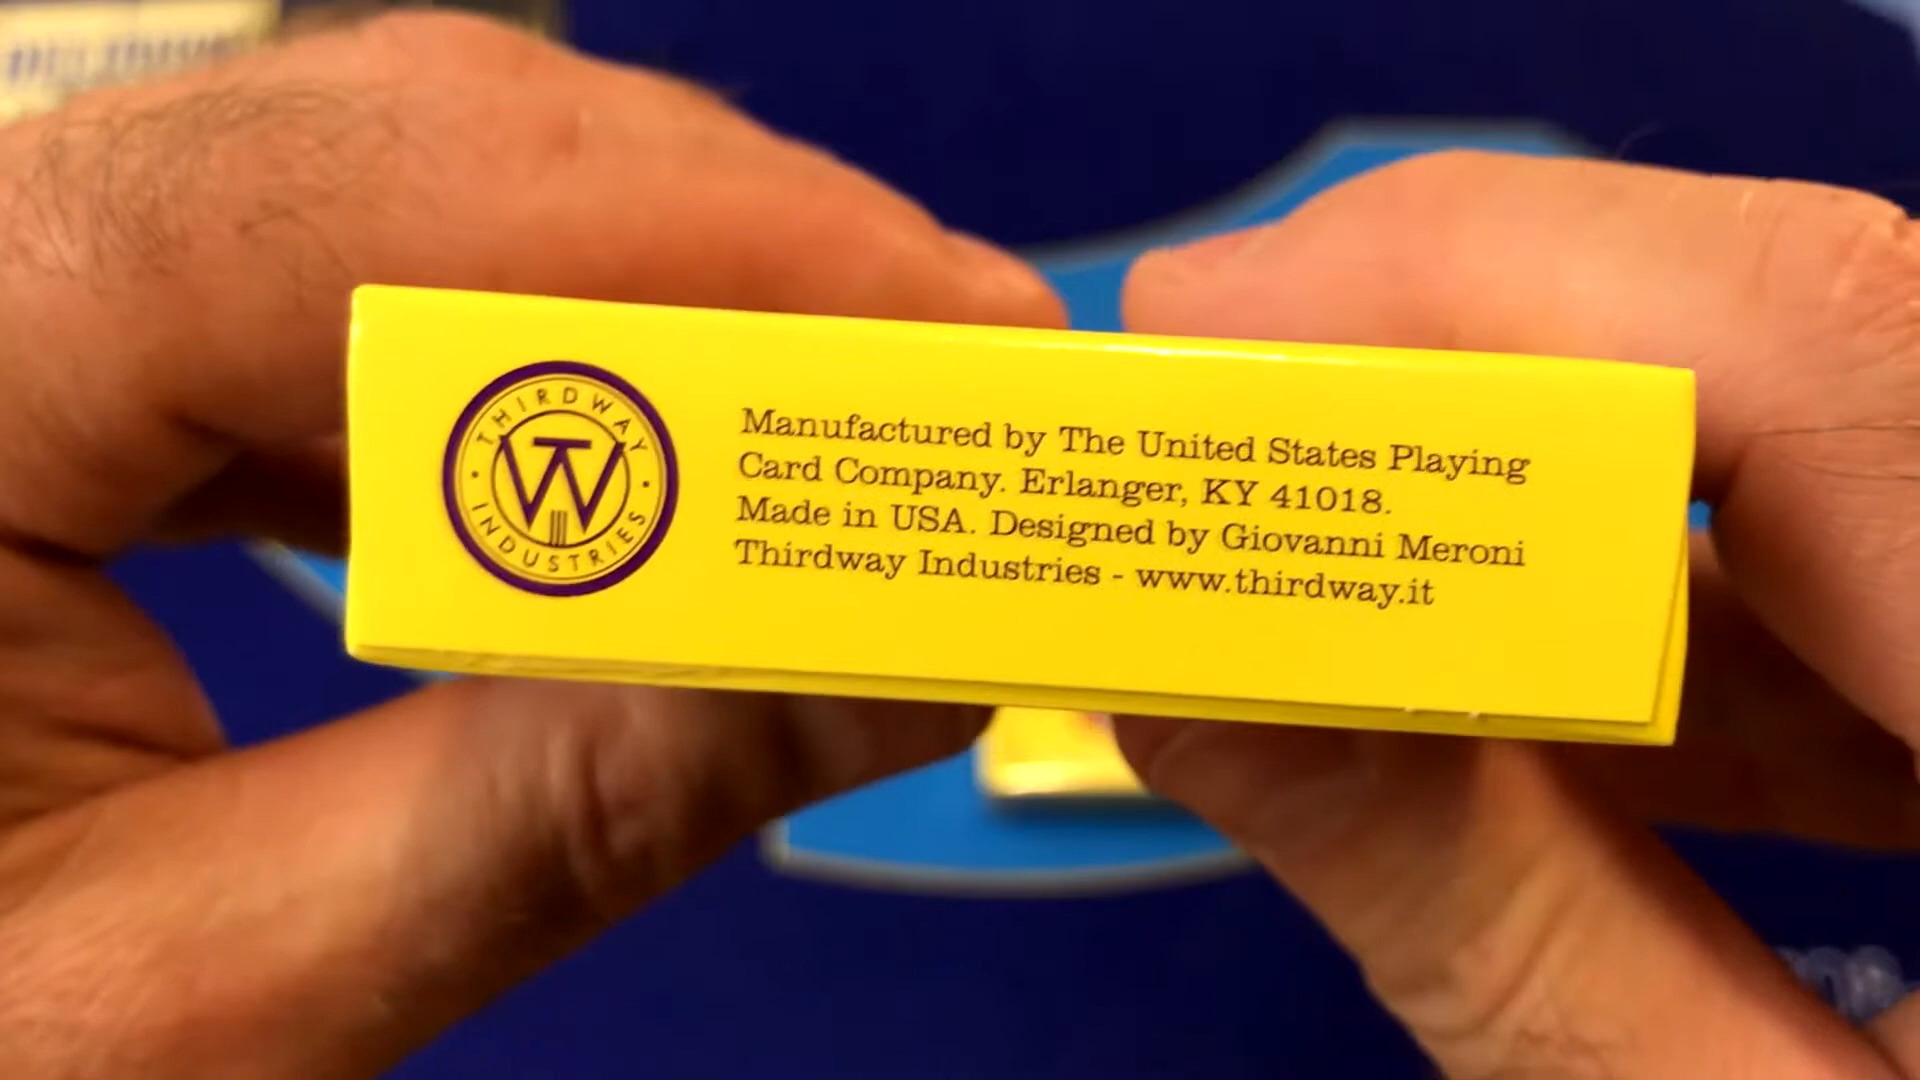 THIRDWAY
TW
INDUSTRIES
Manufactured by The United States Playing
Card Company. Erlanger, KY 41018.
Made in USA. Designed by Giovanni Meroni
Thirdway Industries - www.thirdway.it